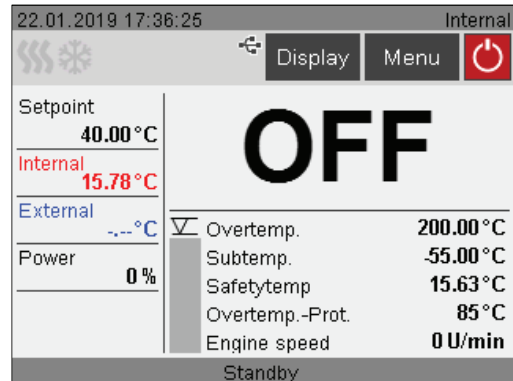 22.01.2019 17:36:25 Internal
Display Menu
Setpoint
40.00°C
Internal
15.78°C
External
-.--°C
Power
0 %
OFF
Overtemp. 200.00°C
Subtemp. -55.00°C
Safetytemp 15.63°C
Overtemp.-Prot. 85°C
Engine speed 0 U/min
Standby